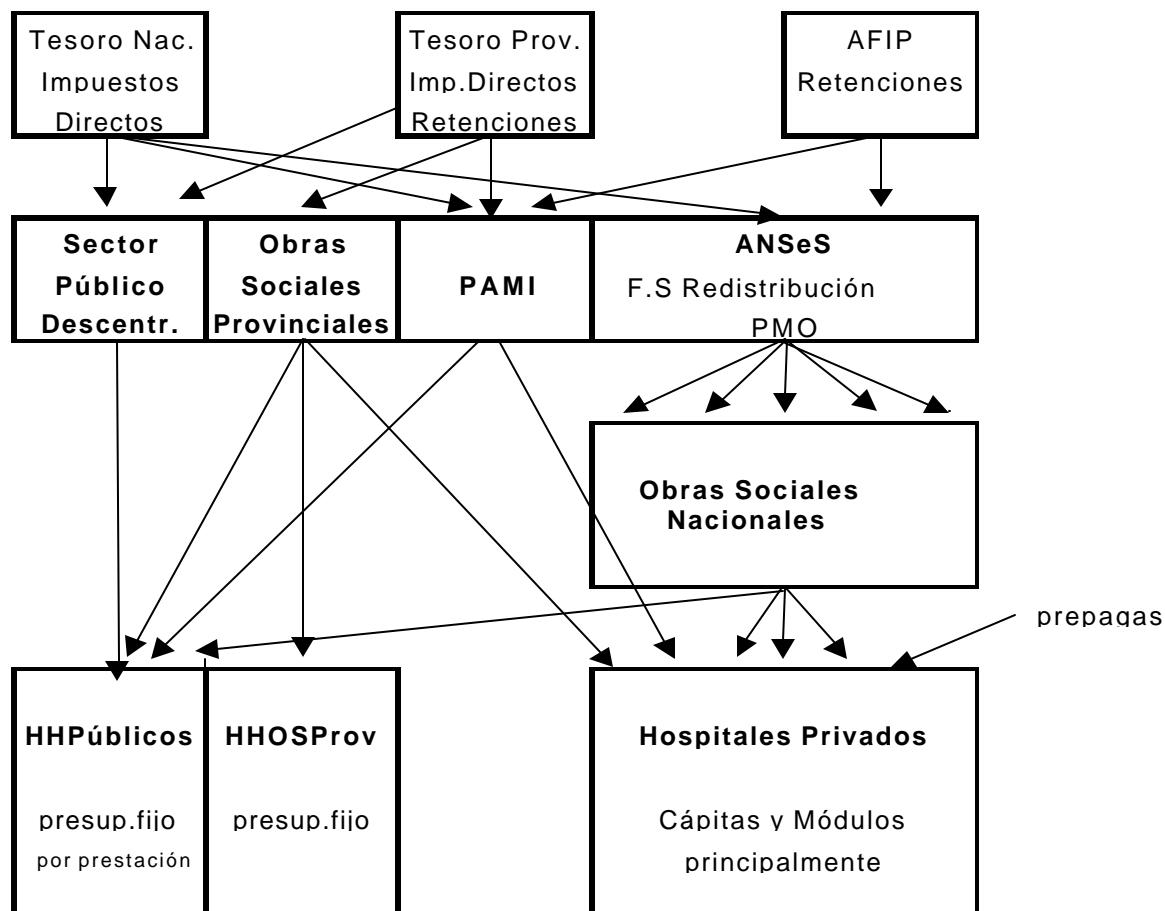 Tesoro Nac.
Impuestos
Directos
Tesoro Prov.
Imp.Directos
Retenciones
AFIP
Retenciones
Sector
Público
Descentr.
Obras
Sociales
Provinciales
PAMI
ANSeS
F.S Redistribución
PMO
Obras Sociales
Nacionales
prepagas
HHPúblicos
presup.fijo
por prestación
HHOSProv
presup.fijo
Hospitales Privados
Cápitas y Módulos
principalmente